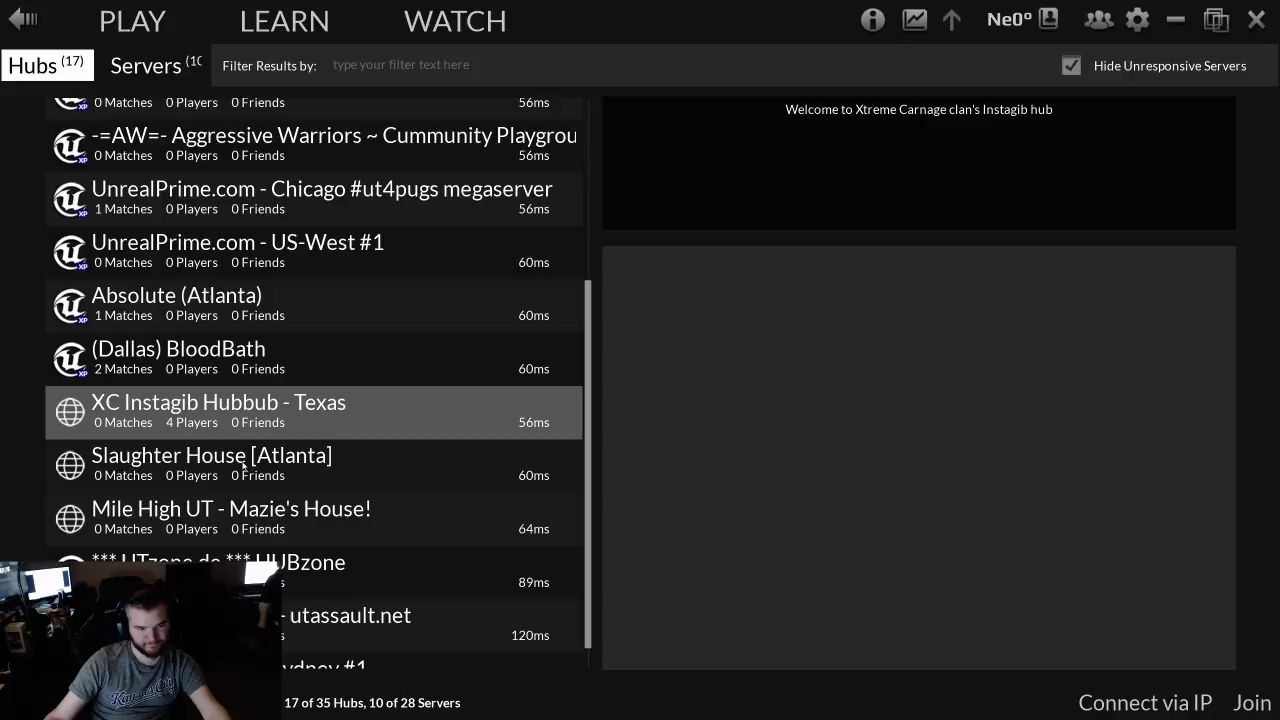 PLAY LEARN WATCH Ne0º
Hubs (17) Servers (1 Filter Results by: type your filter text here Hide Unresponsive Servers
0 Matches 0 Players 0 Friends 56ms
-=AW=- Aggressive Warriors ~ Cummunity Playgrou
0 Matches 0 Players 0 Friends 56ms
UnrealPrime.com - Chicago #ut4pugs megaserver
1 Matches 0 Players 0 Friends 56ms
UnrealPrime.com - US-West #1
0 Matches 0 Players 0 Friends 60ms
Absolute (Atlanta)
1 Matches 0 Players 0 Friends 60ms
(Dallas) BloodBath
2 Matches 0 Players 0 Friends 60ms
XC Instagib Hubbub - Texas
0 Matches 4 Players 0 Friends 56ms
Slaughter House [Atlanta]
0 Matches 0 Players 0 Friends 60ms
Mile High UT - Mazie's House!
0 Matches 0 Players 0 Friends 64ms
*** UTzone.de *** HUBzone
89ms
- utassault.net
120ms
ydney #1
Welcome to Xtreme Carnage clan's Instagib hub
17 of 35 Hubs, 10 of 28 Servers
Connect via IP Join